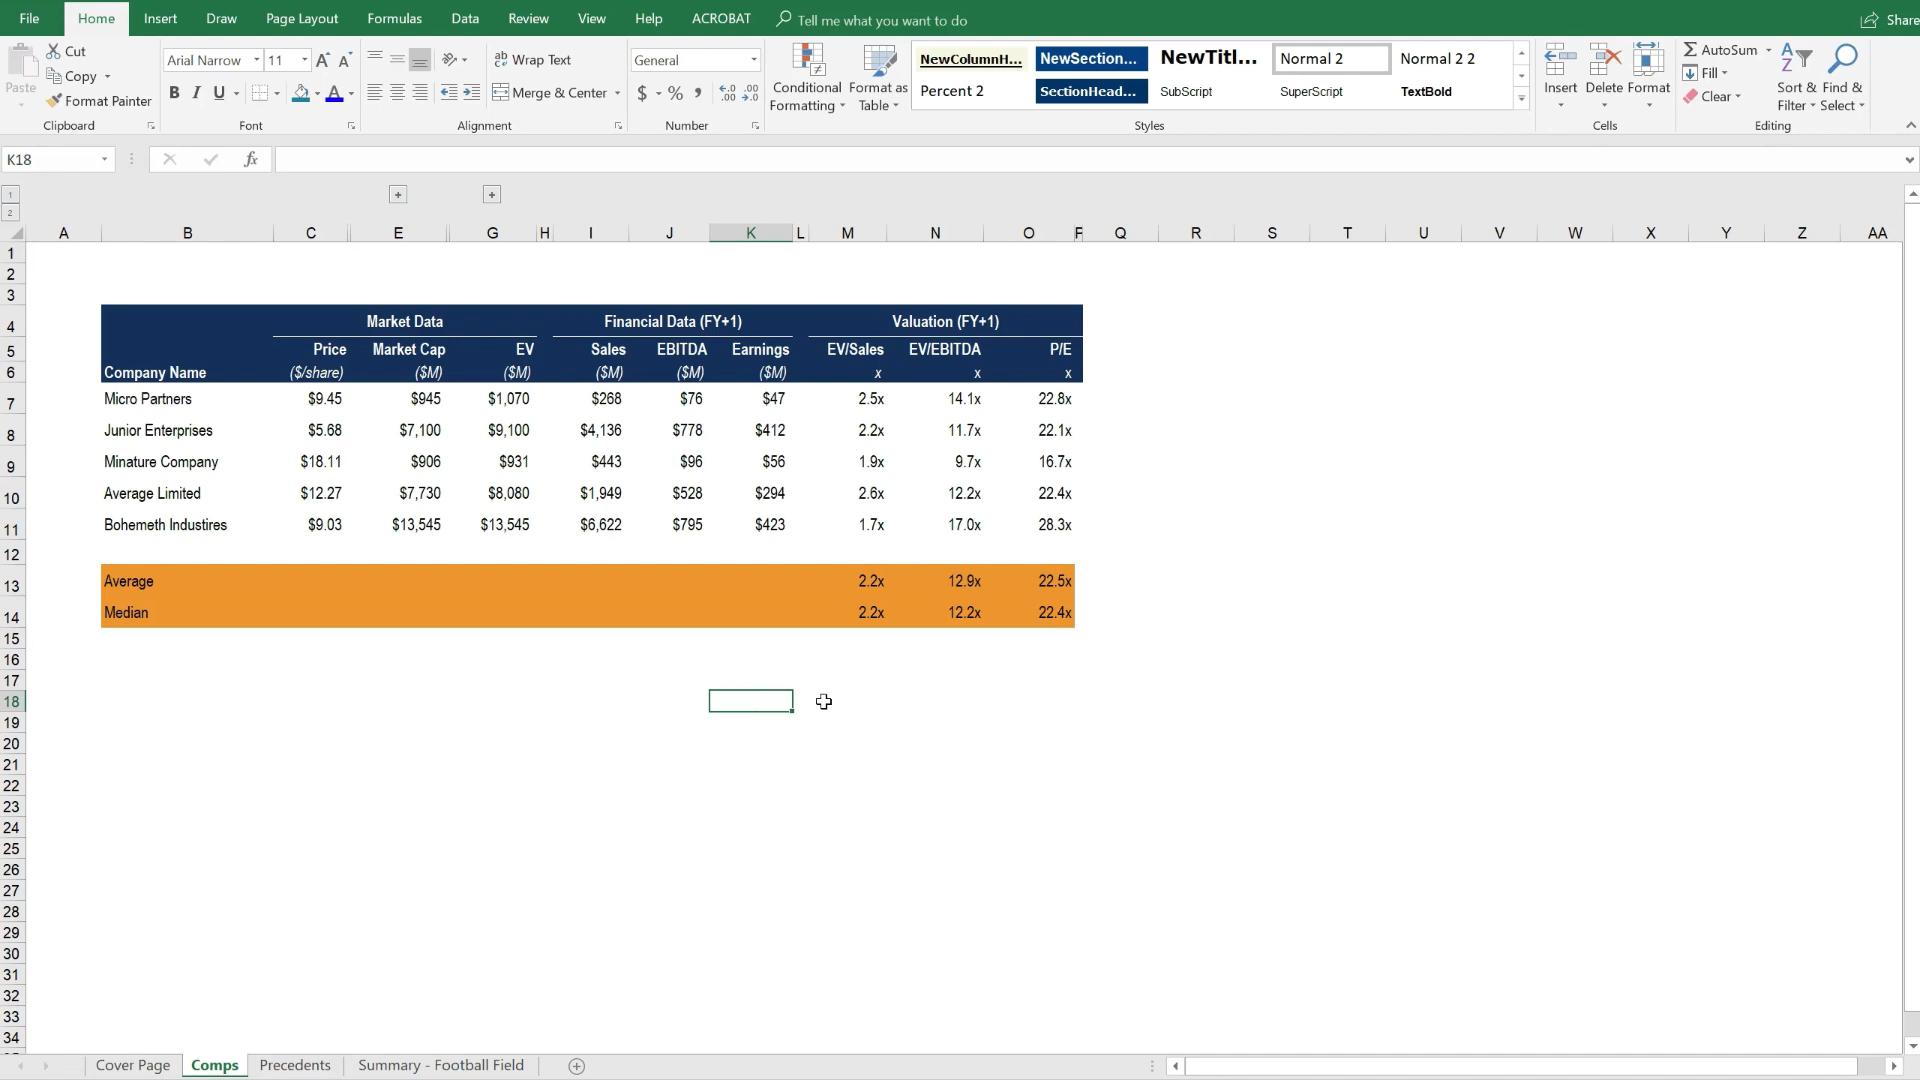 File Home Insert Draw Page Layout Formulas Data Review View Help ACROBAT Tell me what you want to do Share
Paste
Cut
Copy
Format Painter
Clipboard
Arial Narrow 11 A A
B I U A
Font
ab Wrap Text
Merge & Center
Alignment
General
$ % ,
Number
Conditional Formatting
Format as Table
NewColumnH... NewSection... NewTitl... Normal 2 Normal 2 2
Percent 2 SectionHead... SubScript SuperScript TextBold
Styles
Insert Delete Format
Cells
AutoSum
Fill
Clear
Sort & Filter
Find & Select
Editing
K18 fx
1
2
A B C E G H I J K L M N O F Q R S T U V W X Y Z AA
1
2
3
4 Market Data Financial Data (FY+1) Valuation (FY+1)
5 Price Market Cap EV Sales EBITDA Earnings EV/Sales EV/EBITDA P/E
6 Company Name ($/share) ($M) ($M) ($M) ($M) ($M) x x x
7 Micro Partners $9.45 $945 $1,070 $268 $76 $47 2.5x 14.1x 22.8x
8 Junior Enterprises $5.68 $7,100 $9,100 $4,136 $778 $412 2.2x 11.7x 22.1x
9 Minature Company $18.11 $906 $931 $443 $96 $56 1.9x 9.7x 16.7x
10 Average Limited $12.27 $7,730 $8,080 $1,949 $528 $294 2.6x 12.2x 22.4x
11 Bohemeth Industires $9.03 $13,545 $13,545 $6,622 $795 $423 1.7x 17.0x 28.3x
12
13 Average 2.2x 12.9x 22.5x
14 Median 2.2x 12.2x 22.4x
15
16
17
18
19
20
21
22
23
24
25
26
27
28
29
30
31
32
33
34
Cover Page Comps Precedents Summary - Football Field